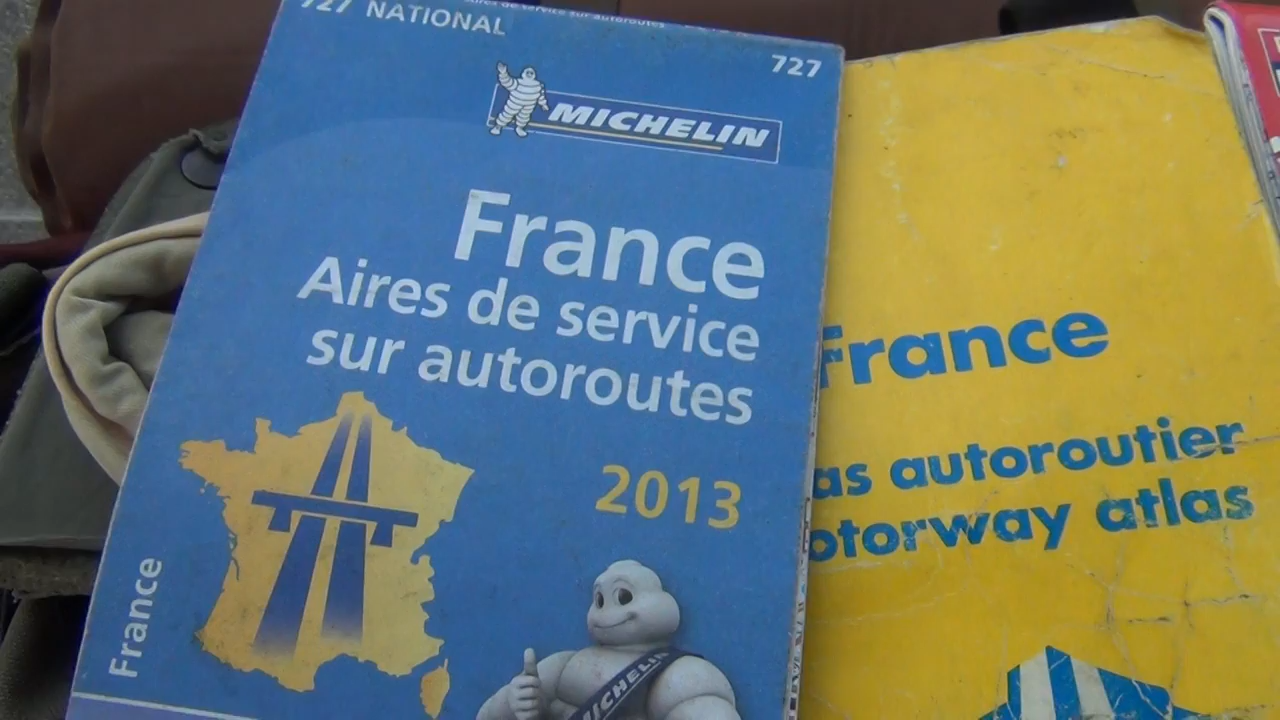 727 NATIONAL
727
MICHELIN
France
Aires de service
sur autoroutes
2013
France
MICHELIN
France
as autoroutier
otorway atlas